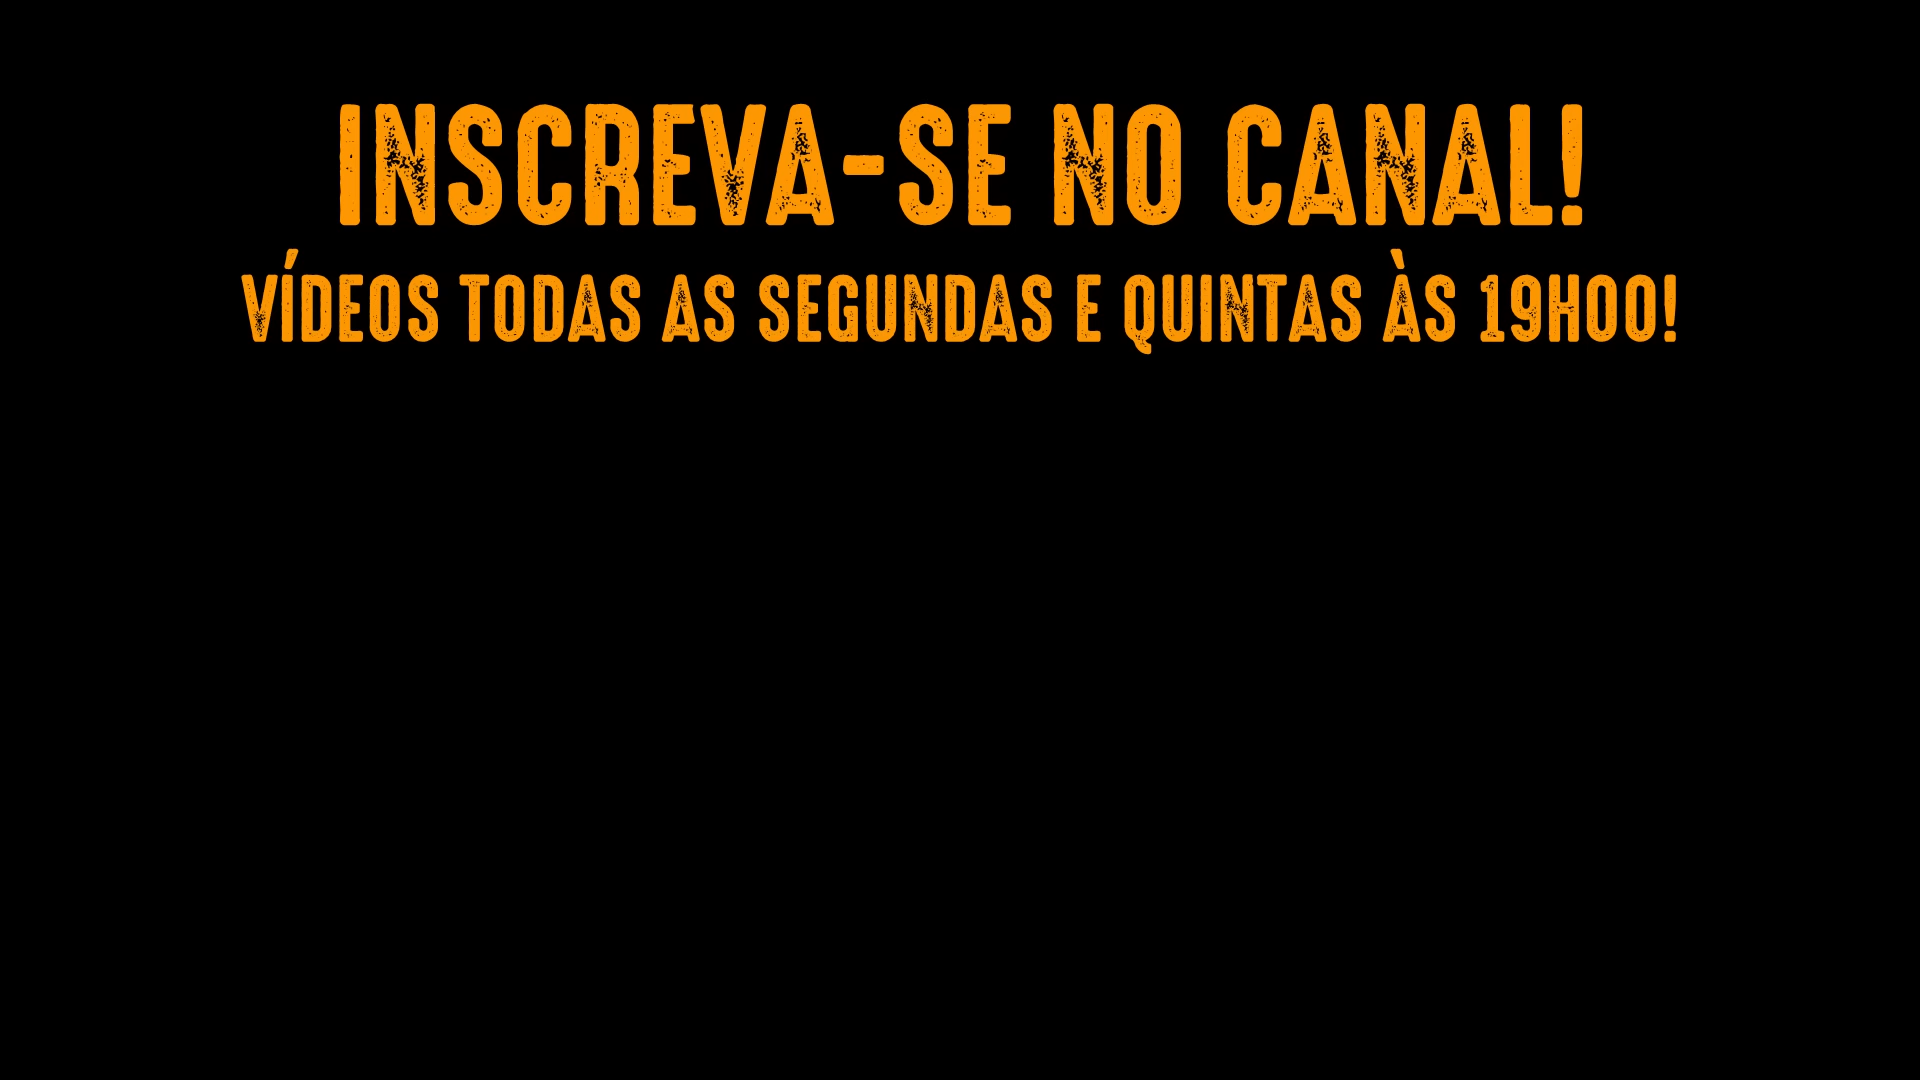 INSCREVA-SE NO CANAL!
VÍDEOS TODAS AS SEGUNDAS E QUINTAS ÀS 19H00!